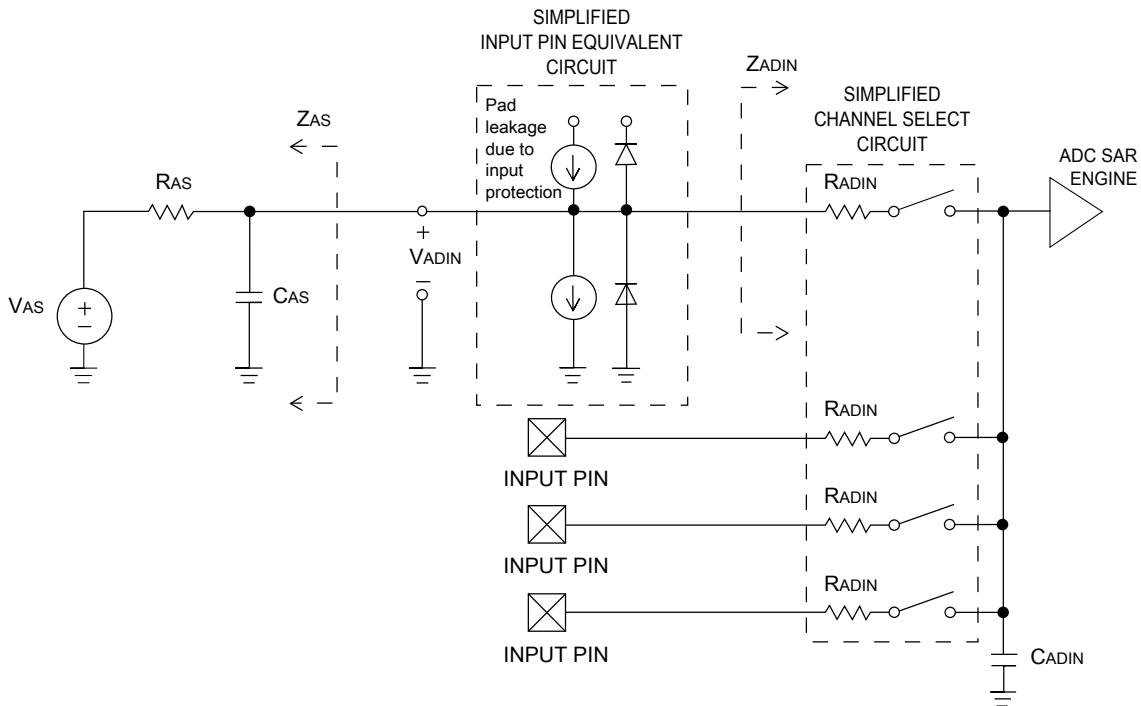 SIMPLIFIED
INPUT PIN EQUIVALENT
CIRCUIT
Pad
leakage
due to
input
protection
ZAS
RAS
VAS
+
−
CAS
+
VADIN
−
ZADIN
SIMPLIFIED
CHANNEL SELECT
CIRCUIT
RADIN
ADC SAR
ENGINE
RADIN
INPUT PIN
RADIN
INPUT PIN
RADIN
INPUT PIN
CADIN